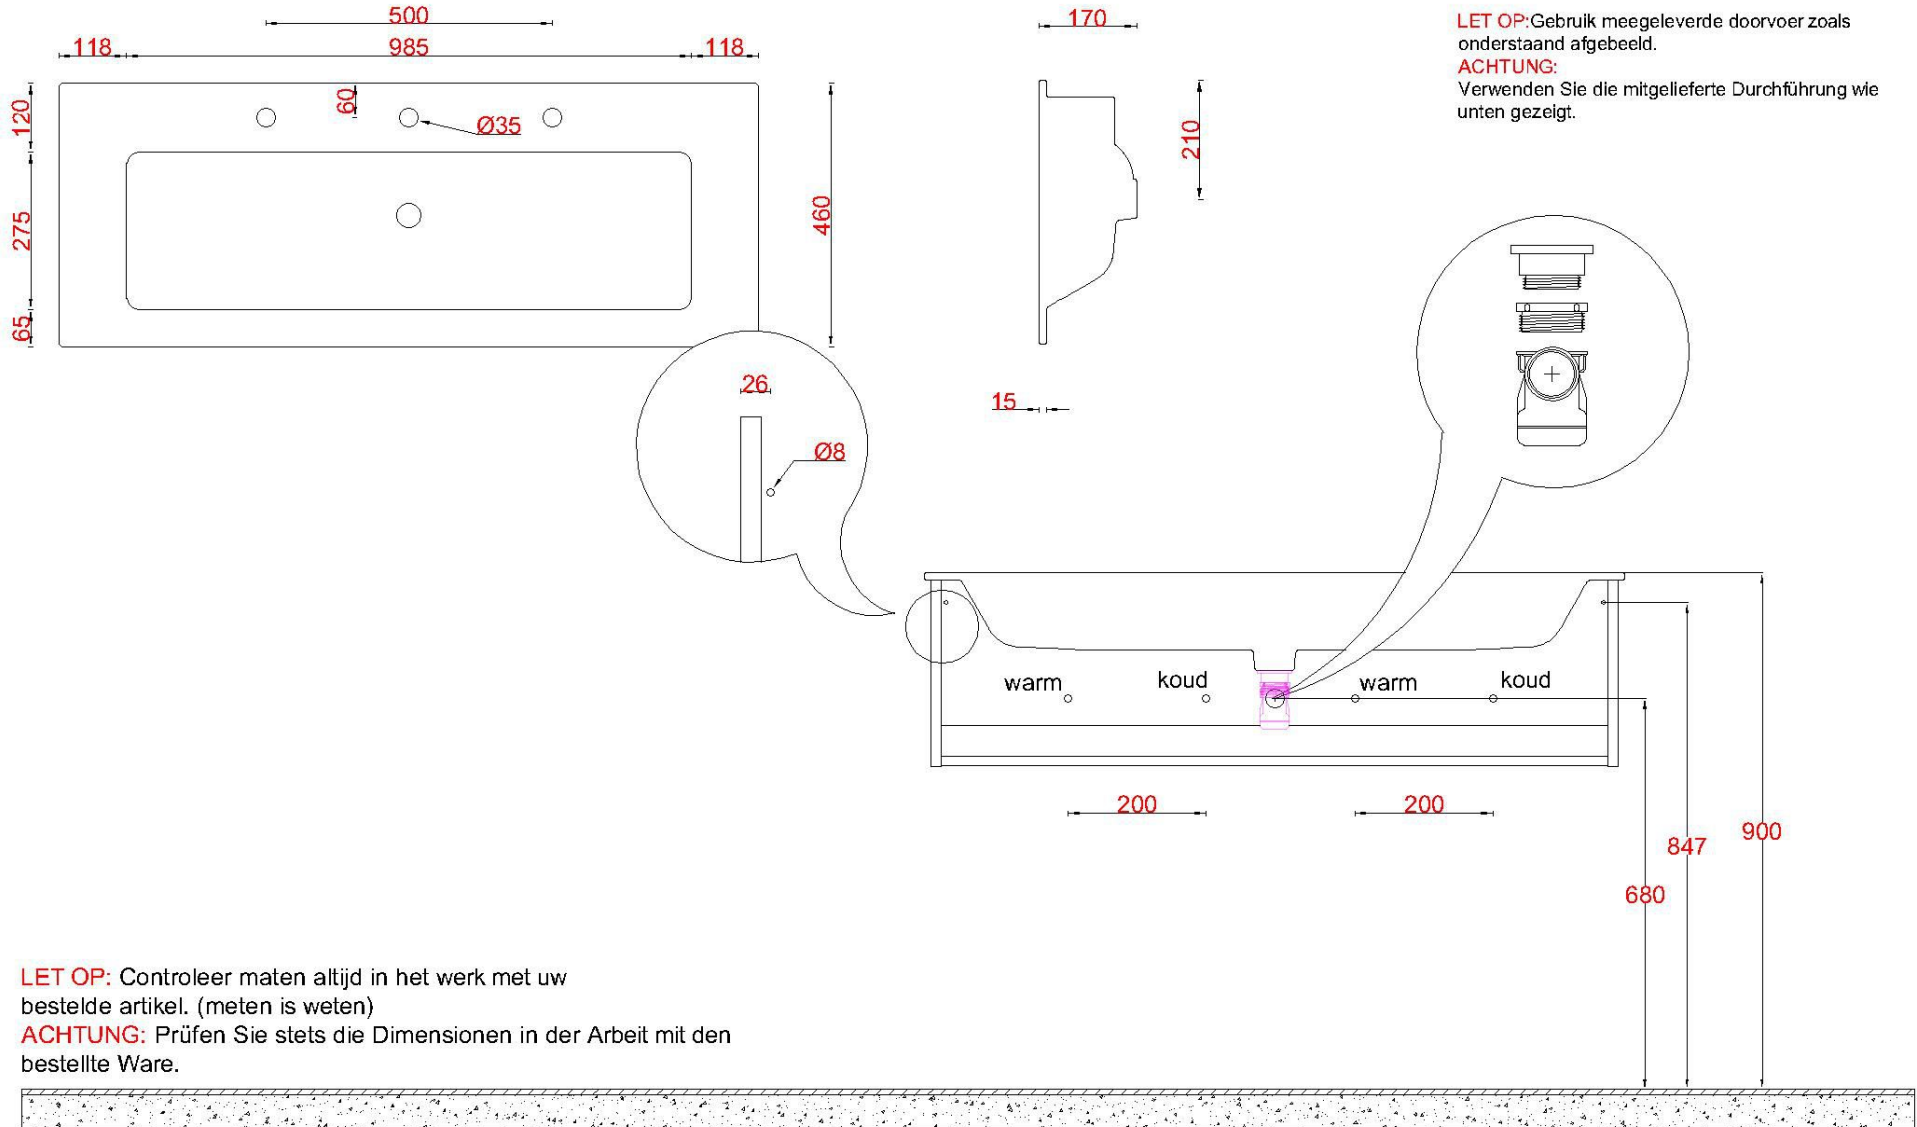 500
170
LET OP:Gebruik meegeleverde doorvoer zoals
onderstaand afgebeeld.
ACHTUNG:
Verwenden Sie die mitgelieferte Durchführung wie
unten gezeigt.
118
985
118
60
Ø35
120
275
65
460
210
15
26
Ø8
warm
koud
warm
koud
200
200
680
847
900
LET OP: Controleer maten altijd in het werk met uw
bestelde artikel. (meten is weten)
ACHTUNG: Prüfen Sie stets die Dimensionen in der Arbeit mit den
bestellte Ware.